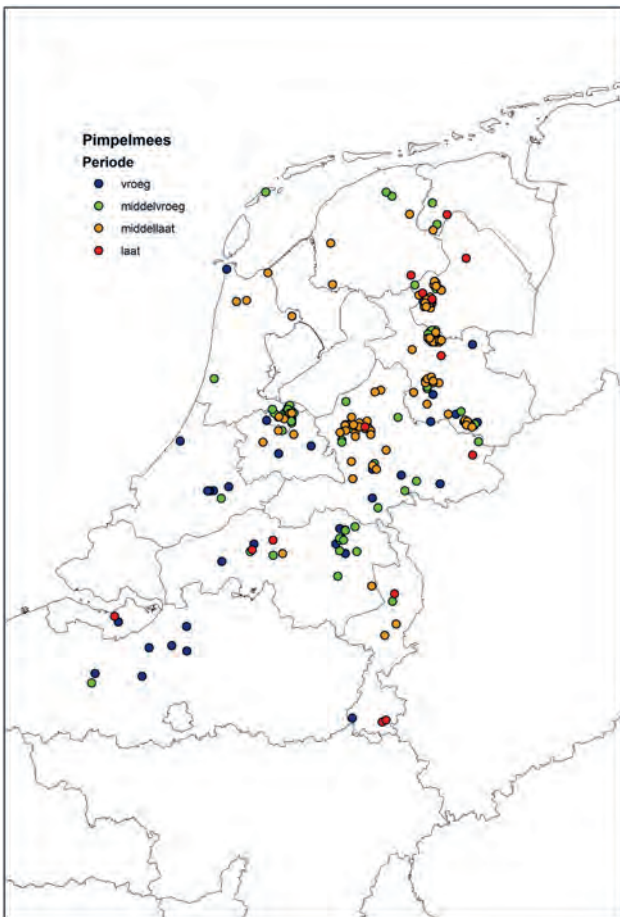 Pimpelmees
Periode
vroeg
middelvroeg
middellaat
laat